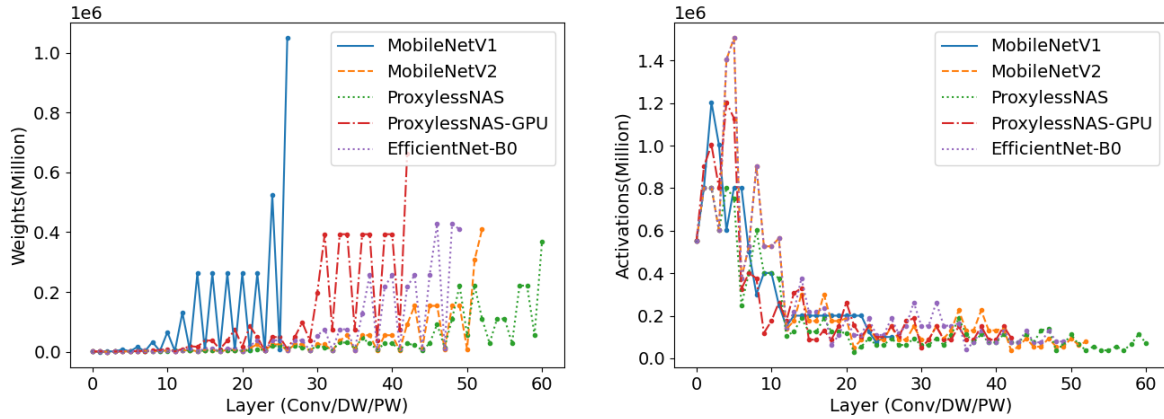 1e6
Weights(Million)
1.0
0.8
0.6
0.4
0.2
0.0
MobileNetV1
MobileNetV2
ProxylessNAS
ProxylessNAS-GPU
EfficientNet-B0
0 10 20 30 40 50 60
Layer (Conv/DW/PW)
1e6
Activations(Million)
1.4
1.2
1.0
0.8
0.6
0.4
0.2
0.0
MobileNetV1
MobileNetV2
ProxylessNAS
ProxylessNAS-GPU
EfficientNet-B0
0 10 20 30 40 50 60
Layer (Conv/DW/PW)